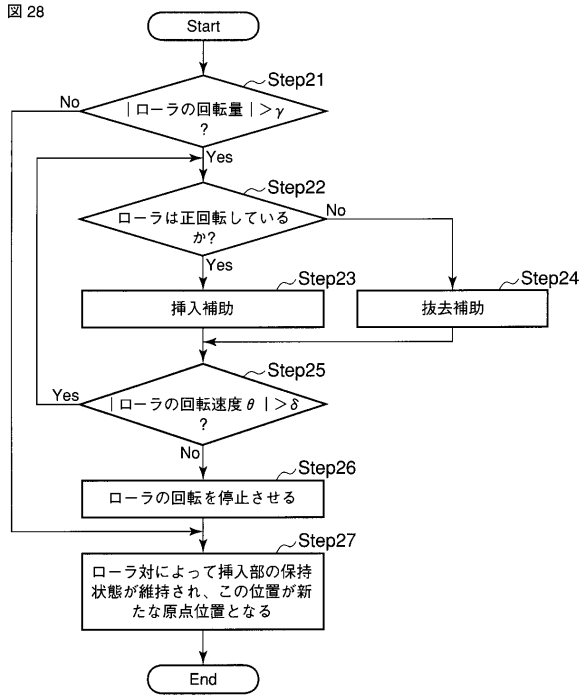 図 28
Start
Step21
｜ローラの回転量｜＞γ
?
No
Yes
Step22
ローラは正回転している
か?
No
Yes
Step23
挿入補助
Step24
抜去補助
Step25
｜ローラの回転速度 θ ｜＞δ
?
Yes
No
Step26
ローラの回転を停止させる
Step27
ローラ対によって挿入部の保持
状態が維持され、この位置が新
たな原点位置となる
End